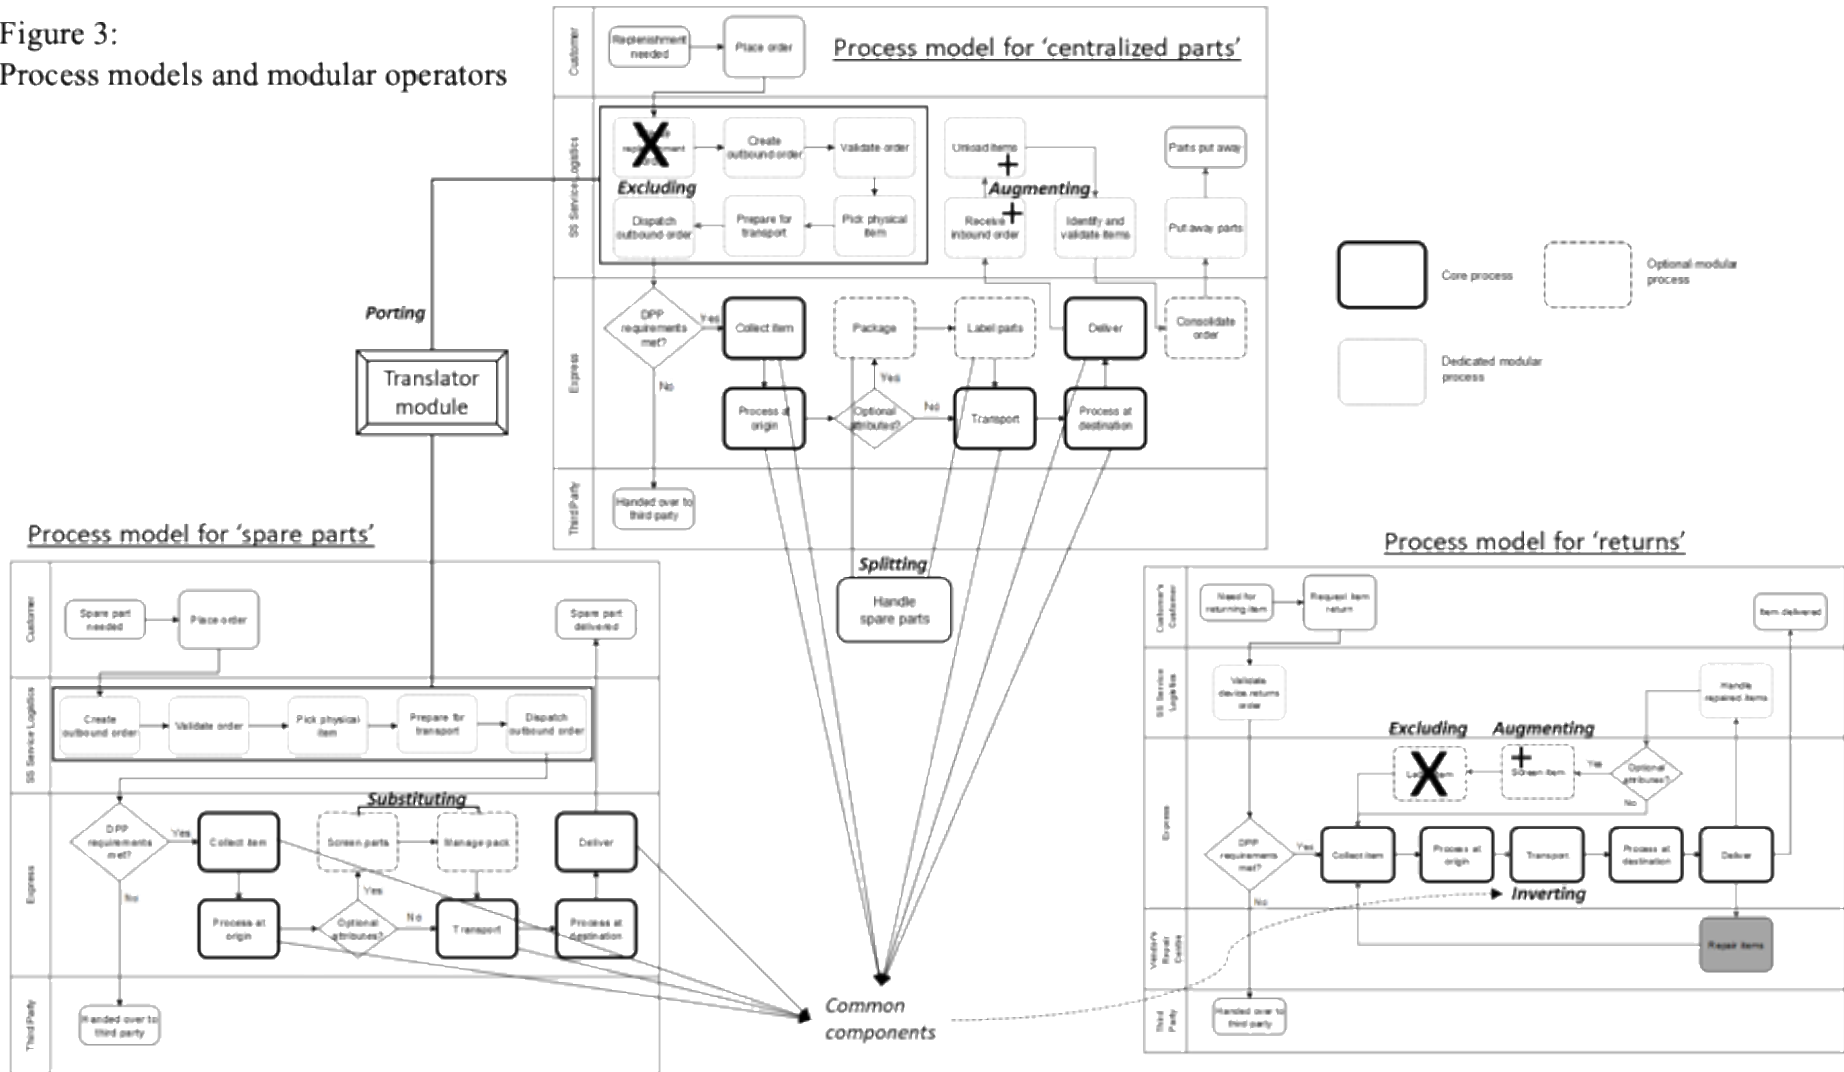 Figure 3:
Process models and modular operators
Process model for ‘centralized parts’
Customer
Replenishment
needed
Place order
SS Service Logistics
Create
outbound order
Validate order
Excluding
Dispatch
outbound order
Prepare for
transport
Pick physical
item
Unload items
Augmenting
Receive
inbound order
Identify and
validate items
Parts put away
Put away parts
Express
DPP
requirements
met?
Yes
No
Collect item
Package
Label parts
Deliver
Consolidate
order
Process at
origin
Optional
attributes?
Yes
No
Transport
Process at
destination
Third Party
Handed over to
third party
Core process
Optional modular
process
Dedicated modular
process
Porting
Translator
module
Splitting
Handle
spare parts
Process model for ‘spare parts’
Customer
Spare part
needed
Place order
Spare part
delivered
SS Service Logistics
Create
outbound order
Validate order
Pick physical
item
Prepare for
transport
Dispatch
outbound order
Express
Substituting
DPP
requirements
met?
Yes
No
Collect item
Screen parts
Manage pack
Deliver
Process at
origin
Yes
Optional
attributes?
No
Transport
Process at
destination
Third Party
Handed over to
third party
Common
components
Process model for ‘returns’
Customer's
Customer
Need for
returning item
Request item
return
Item delivered
SS Service
Logistics
Validate
device returns
order
Handle
repaired items
Excluding
Augmenting
Express
Screen item
Yes
Optional
attributes?
No
DPP
requirements
met?
Yes
No
Collect item
Process at
origin
Transport
Process at
destination
Deliver
Inverting
Vendor's
Repair
Centre
Repair items
Third
Party
Handed over to
third party